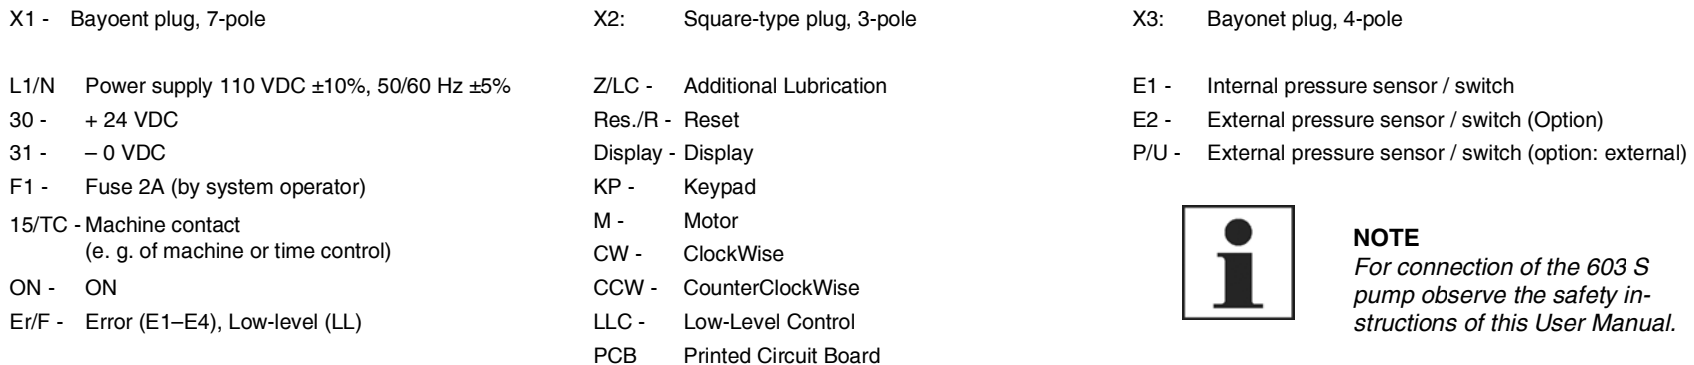 X1 - Bayoent plug, 7-pole
L1/N Power supply 110 VDC ±10%, 50/60 Hz ±5%
30 - + 24 VDC
31 - – 0 VDC
F1 - Fuse 2A (by system operator)
15/TC - Machine contact
(e. g. of machine or time control)
ON - ON
Er/F - Error (E1–E4), Low-level (LL)
X2: Square-type plug, 3-pole
Z/LC - Additional Lubrication
Res./R - Reset
Display - Display
KP - Keypad
M - Motor
CW - ClockWise
CCW - CounterClockWise
LLC - Low-Level Control
PCB Printed Circuit Board
X3: Bayonet plug, 4-pole
E1 - Internal pressure sensor / switch
E2 - External pressure sensor / switch (Option)
P/U - External pressure sensor / switch (option: external)
NOTE
For connection of the 603 S
pump observe the safety in-
structions of this User Manual.